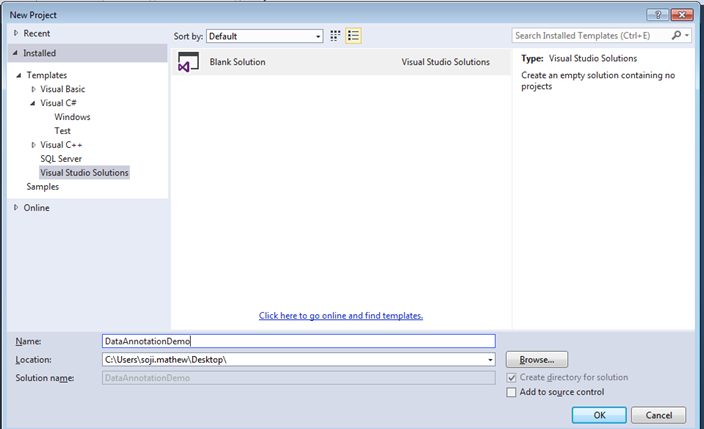 New Project
Recent
Installed
Sort by: Default
Search Installed Templates (Ctrl+E)
Templates
Visual Basic
Visual C#
Windows
Test
Visual C++
SQL Server
Visual Studio Solutions
Samples
Online
Blank Solution Visual Studio Solutions
Type: Visual Studio Solutions
Create an empty solution containing no
projects
Click here to go online and find templates.
Name: DataAnnotationDemo
Location: C:\Users\soji.mathew\Desktop\ Browse...
Solution name: DataAnnotationDemo
Create directory for solution
Add to source control
OK Cancel